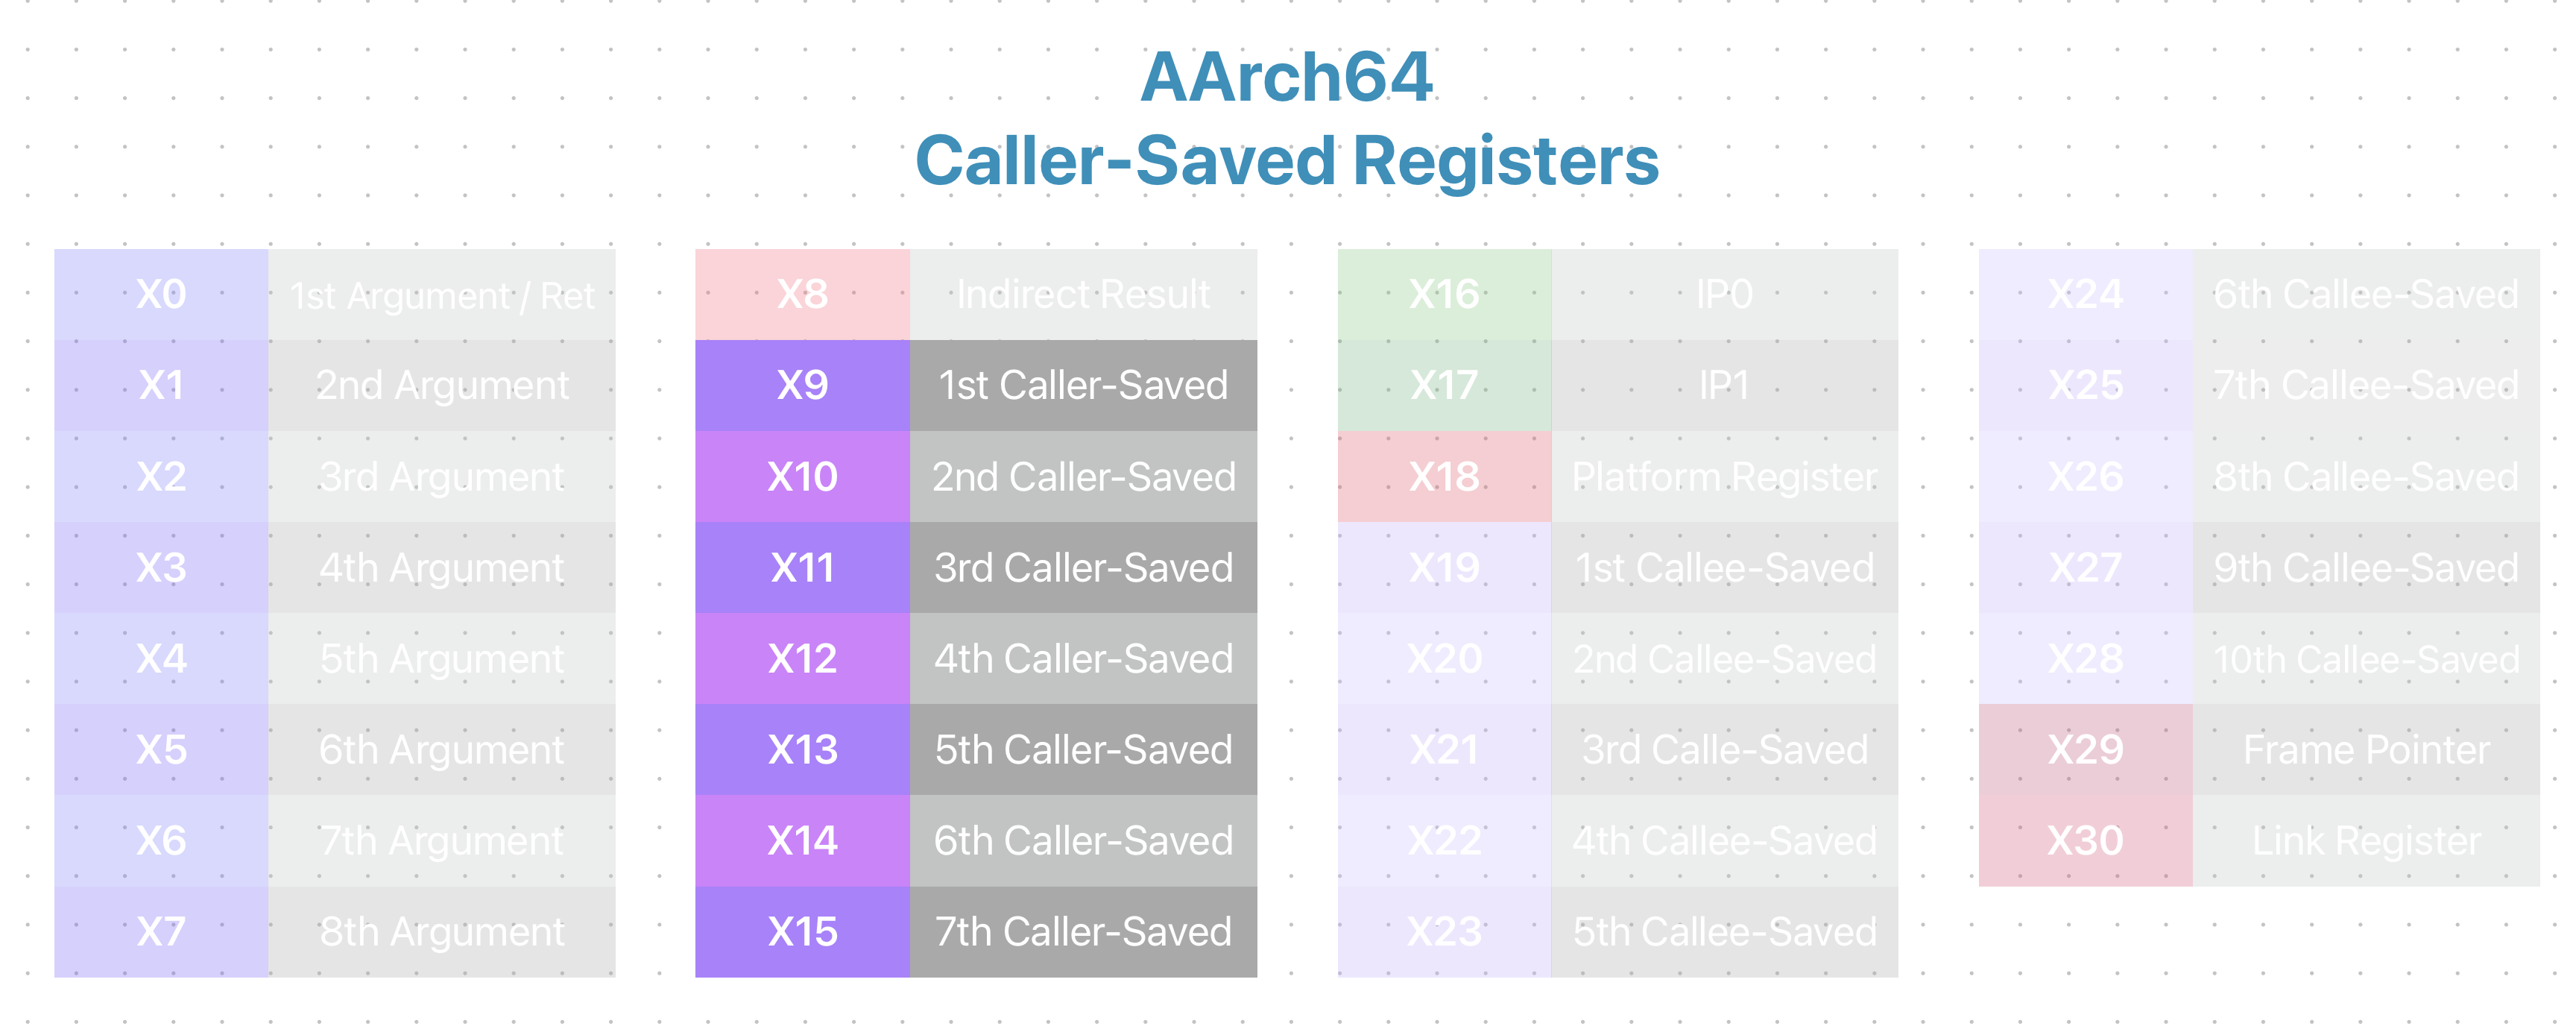 AArch64
Caller-Saved Registers
X0 1st Argument / Ret
X1 2nd Argument
X2 3rd Argument
X3 4th Argument
X4 5th Argument
X5 6th Argument
X6 7th Argument
X7 8th Argument
X8 Indirect Result
X9 1st Caller-Saved
X10 2nd Caller-Saved
X11 3rd Caller-Saved
X12 4th Caller-Saved
X13 5th Caller-Saved
X14 6th Caller-Saved
X15 7th Caller-Saved
X16 IP0
X17 IP1
X18 Platform Register
X19 1st Callee-Saved
X20 2nd Callee-Saved
X21 3rd Calle-Saved
X22 4th Callee-Saved
X23 5th Callee-Saved
X24 6th Callee-Saved
X25 7th Callee-Saved
X26 8th Callee-Saved
X27 9th Callee-Saved
X28 10th Callee-Saved
X29 Frame Pointer
X30 Link Register